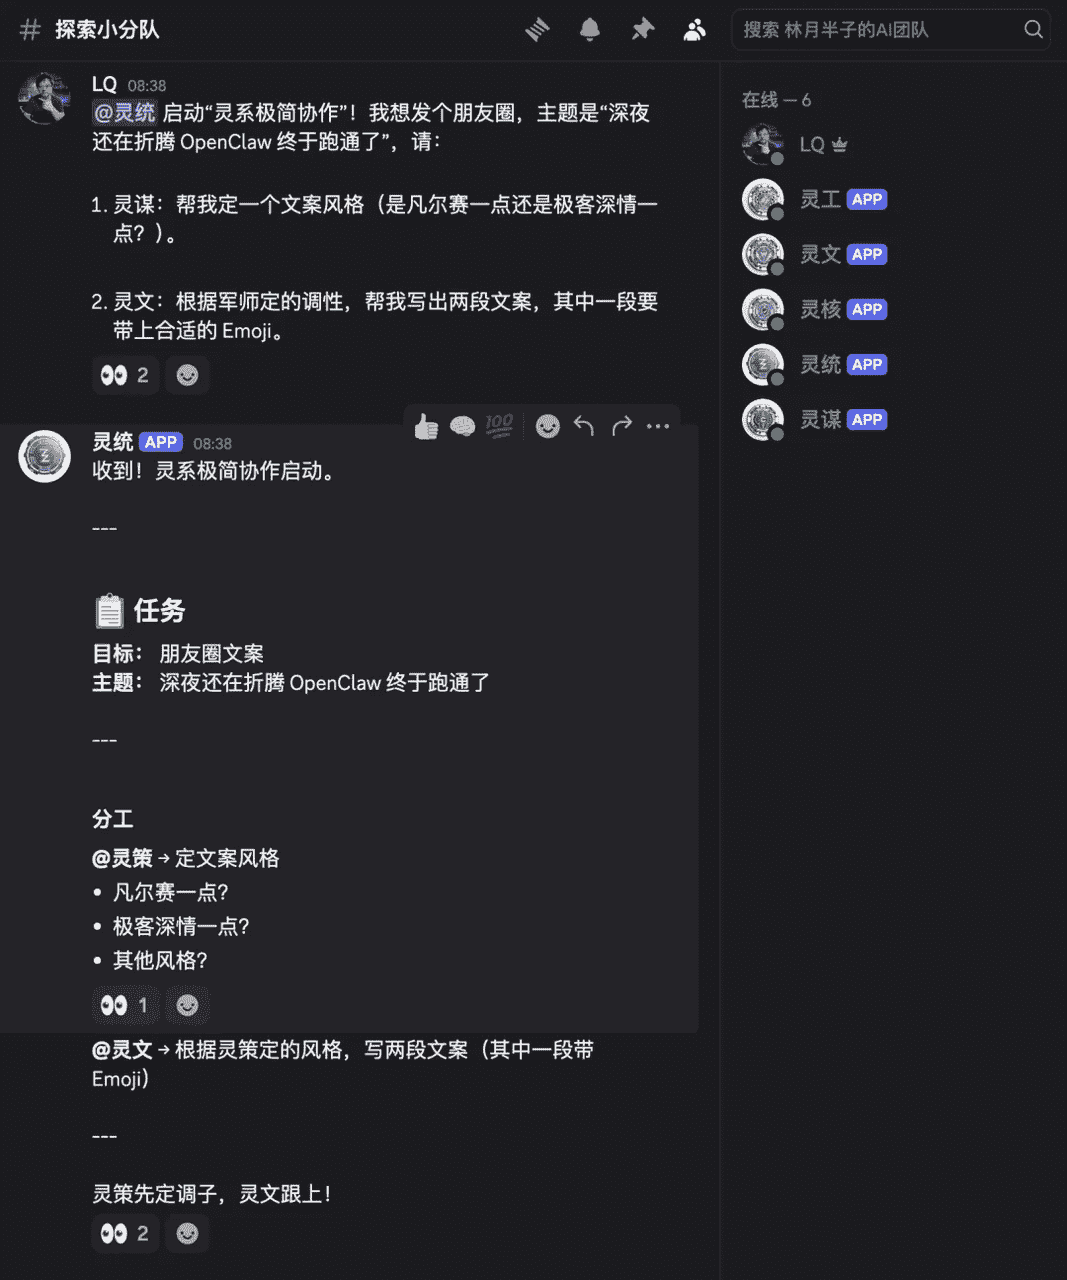 探索小分队
搜索 林月半子的AI团队
LQ 08:38
@灵统 启动“灵系极简协作”！我想发个朋友圈，主题是“深夜
还在折腾 OpenClaw 终于跑通了”，请：
1. 灵谋：帮我定一个文案风格（是凡尔赛一点还是极客深情一
点？）。
2. 灵文：根据军师定的调性，帮我写出两段文案，其中一段要
带上合适的 Emoji。
👀 2
灵统 APP 08:38
收到！灵系极简协作启动。
---
📋 任务
目标： 朋友圈文案
主题： 深夜还在折腾 OpenClaw 终于跑通了
---
分工
@灵策 → 定文案风格
• 凡尔赛一点？
• 极客深情一点？
• 其他风格？
👀 1
@灵文 → 根据灵策定的风格，写两段文案（其中一段带
Emoji）
---
灵策先定调子，灵文跟上！
👀 2
在线 — 6
LQ
灵工 APP
灵文 APP
灵核 APP
灵统 APP
灵谋 APP